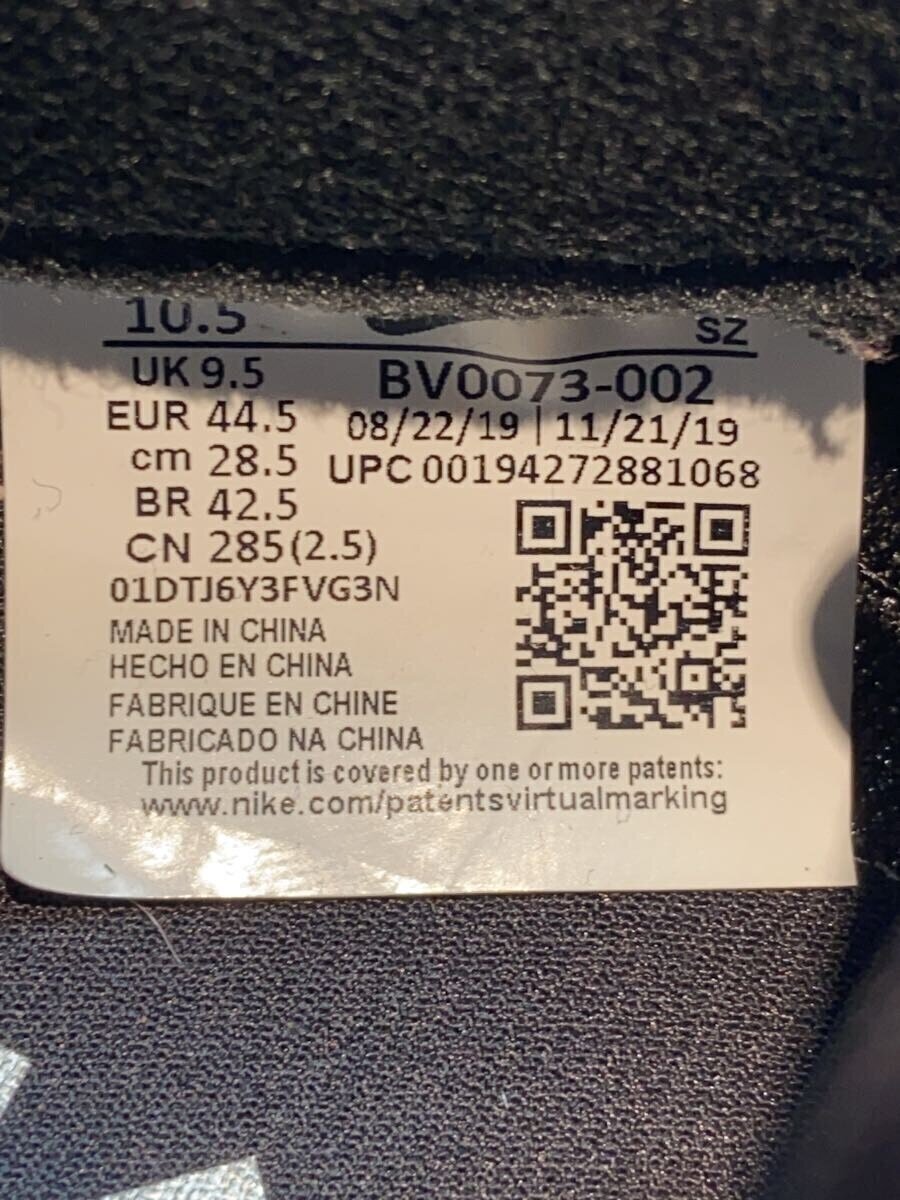 10.5 SZ
UK 9.5 BV0073-002
EUR 44.5 08/22/19 | 11/21/19
cm 28.5 UPC 00194272881068
BR 42.5
CN 285(2.5)
01DTJ6Y3FVG3N
MADE IN CHINA
HECHO EN CHINA
FABRIQUE EN CHINE
FABRICADO NA CHINA
This product is covered by one or more patents:
www.nike.com/patentsvirtualmarking